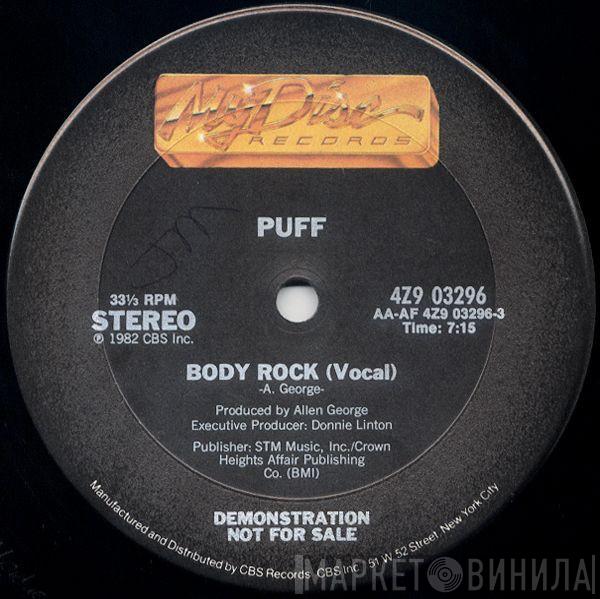 My Disc
RECORDS
PUFF
JM
33⅓ RPM
STEREO
℗ 1982 CBS Inc.
4Z9 03296
AA-AF 4Z9 03296-3
Time: 7:15
BODY ROCK (Vocal)
-A. George-
Produced by Allen George
Executive Producer: Donnie Linton
Publisher: STM Music, Inc./Crown
Heights Affair Publishing
Co. (BMI)
DEMONSTRATION
NOT FOR SALE
Manufactured and Distributed by CBS Records CBS Inc 51 W. 52 Street, New York City
МАРКЕТ ВИНИЛА